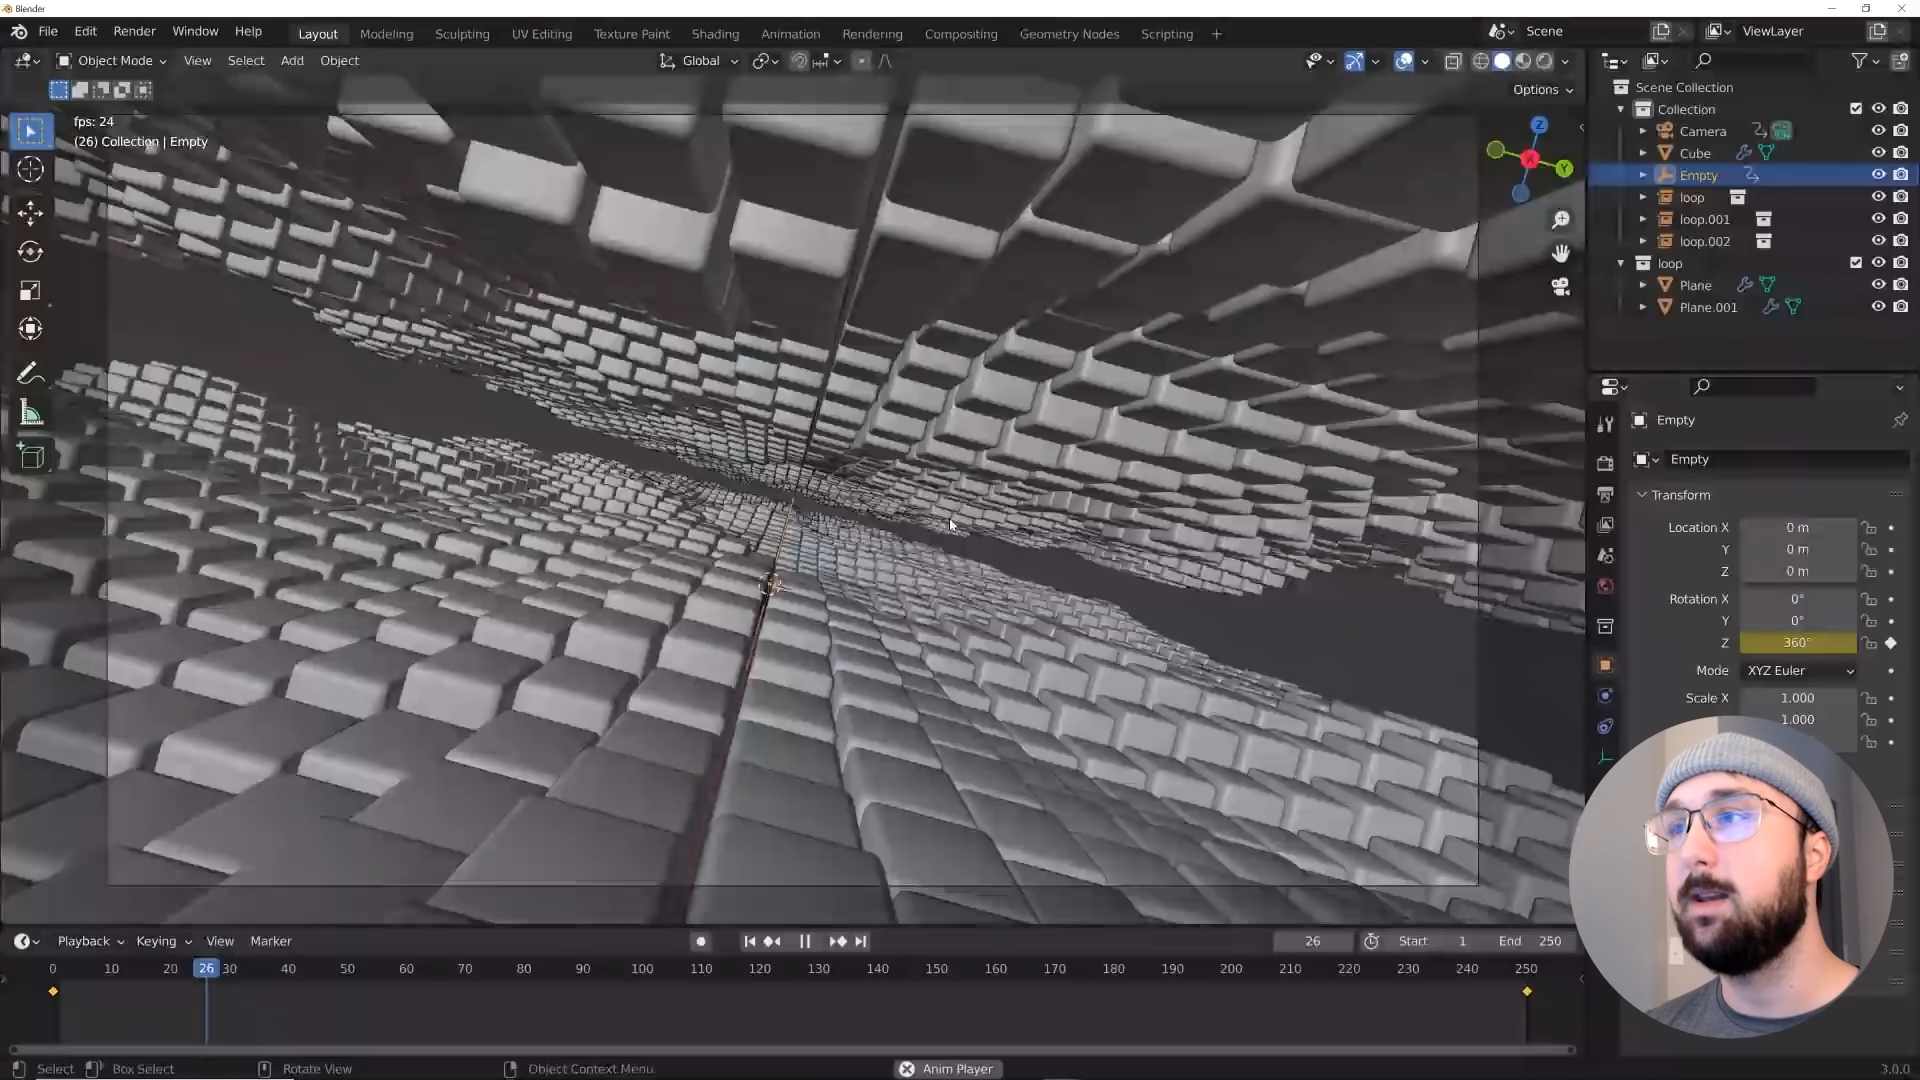 Blender
File Edit Render Window Help
Layout Modeling Sculpting UV Editing Texture Paint Shading Animation Rendering Compositing Geometry Nodes Scripting +
Scene
ViewLayer
Object Mode View Select Add Object
Global
Options
fps: 24
(26) Collection | Empty
Z
Y
X
Scene Collection
Collection
Camera
Cube
Empty
loop
loop.001
loop.002
loop
Plane
Plane.001
Empty
Empty
Transform
Location X 0 m
Y 0 m
Z 0 m
Rotation X 0°
Y 0°
Z 360°
Mode XYZ Euler
Scale X 1.000
1.000
Playback Keying View Marker
26 Start 1 End 250
0 10 20 26 30 40 50 60 70 80 90 100 110 120 130 140 150 160 170 180 190 200 210 220 230 240 250
Select Box Select Rotate View Object Context Menu Anim Player 3.0.0